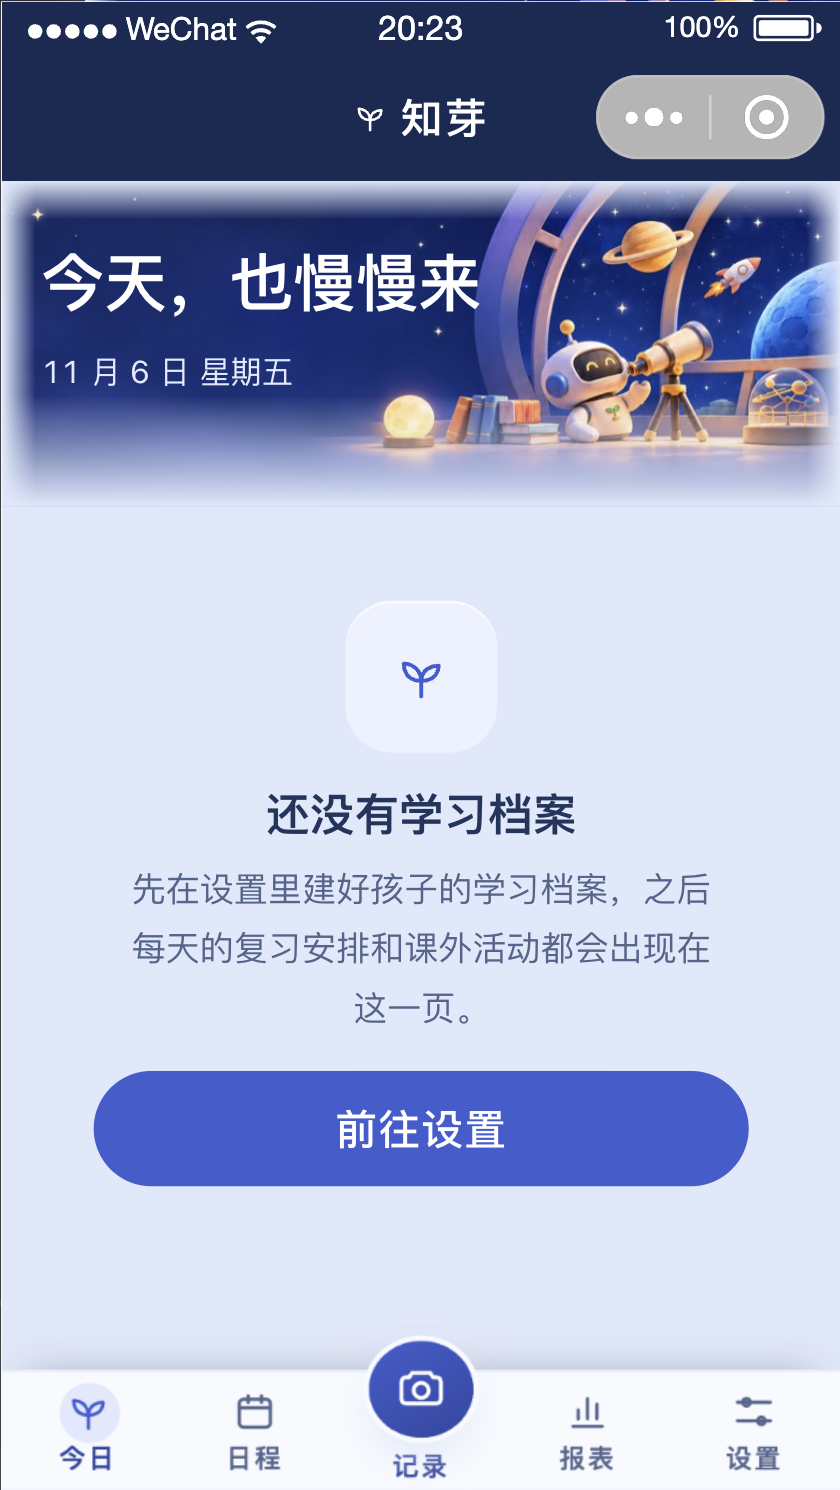 WeChat 20:23 100%
知芽
今天，也慢慢来
11 月 6 日 星期五
还没有学习档案
先在设置里建好孩子的学习档案，之后
每天的复习安排和课外活动都会出现在
这一页。
前往设置
今日 日程 记录 报表 设置